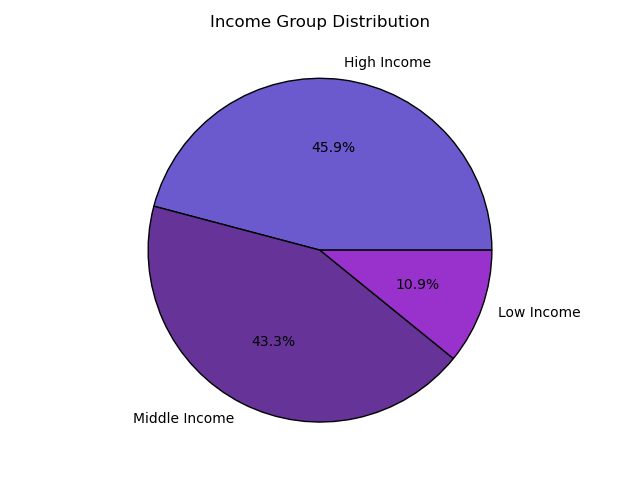 Income Group Distribution
High Income
45.9%
10.9%
Low Income
43.3%
Middle Income